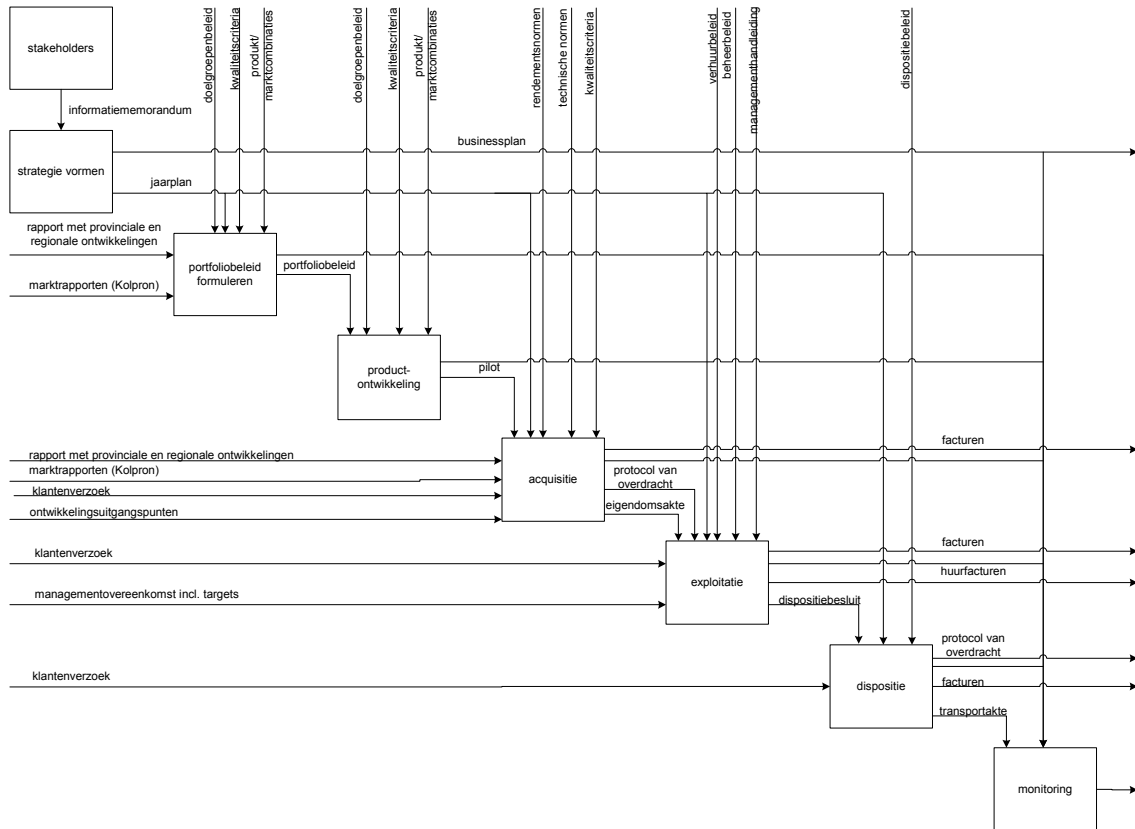 stakeholders
informatiememorandum
doelgroepenbeleid
kwaliteitscriteria
produkt/
marktcombinaties
doelgroepenbeleid
kwaliteitscriteria
produkt/
marktcombinaties
rendementsnormen
technische normen
kwaliteitscriteria
verhuurbeleid
beheerbeleid
managementhandleiding
dispositiebeleid
strategie vormen
businessplan
jaarplan
rapport met provinciale en
regionale ontwikkelingen
marktrapporten (Kolpron)
portfoliobeleid
formuleren
portfoliobeleid
product-
ontwikkeling
pilot
rapport met provinciale en regionale ontwikkelingen
marktrapporten (Kolpron)
klantenverzoek
ontwikkelingsuitgangspunten
acquisitie
facturen
protocol van
overdracht
eigendomsakte
klantenverzoek
managementovereenkomst incl. targets
exploitatie
facturen
huurfacturen
dispositiebesluit
klantenverzoek
dispositie
protocol van
overdracht
facturen
transportakte
monitoring